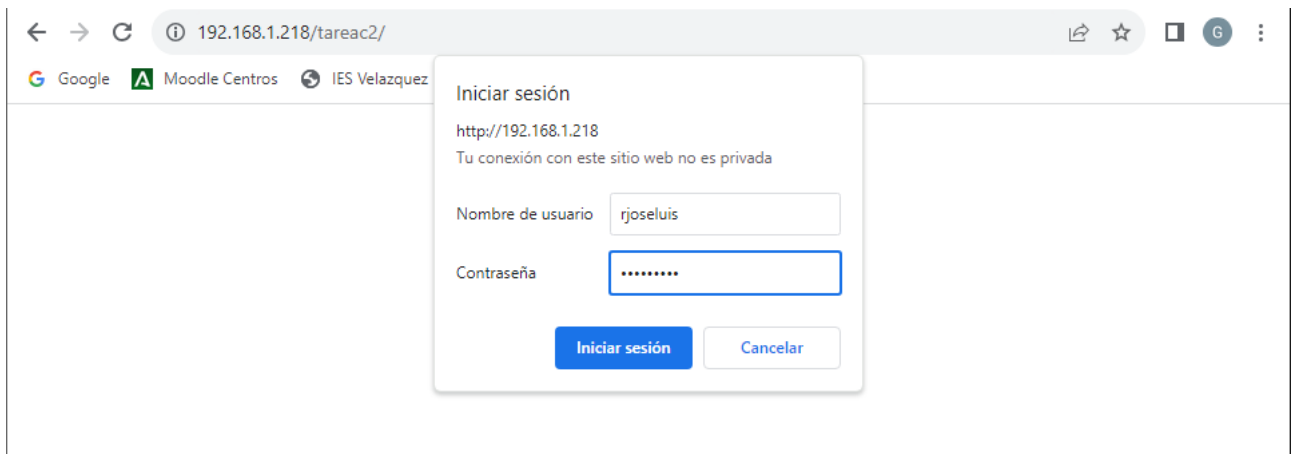 192.168.1.218/tareac2/
G
Google Moodle Centros IES Velazquez
Iniciar sesión
http://192.168.1.218
Tu conexión con este sitio web no es privada
Nombre de usuario rjoseluis
Contraseña •••••••••
Iniciar sesión Cancelar